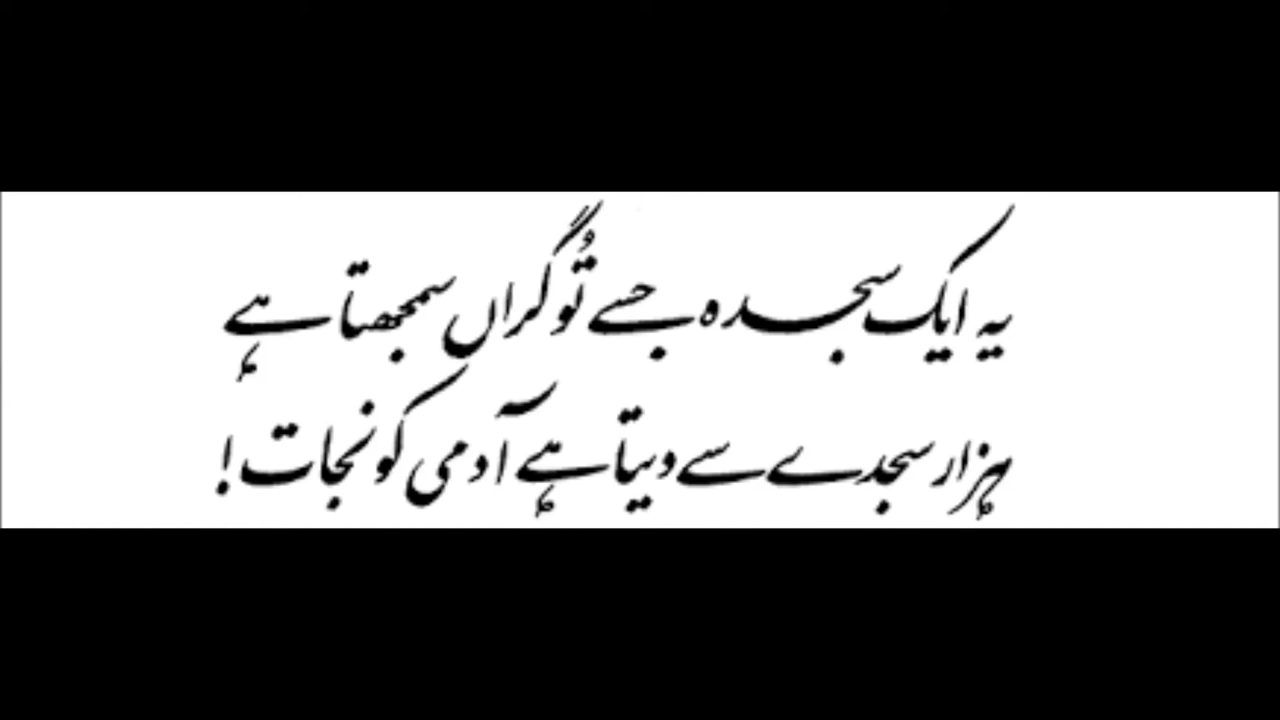 یہ ایک سجدہ جسے تُو گراں سمجھتا ہے
ہزار سجدے سے دیتا ہے آدمی کو نجات!